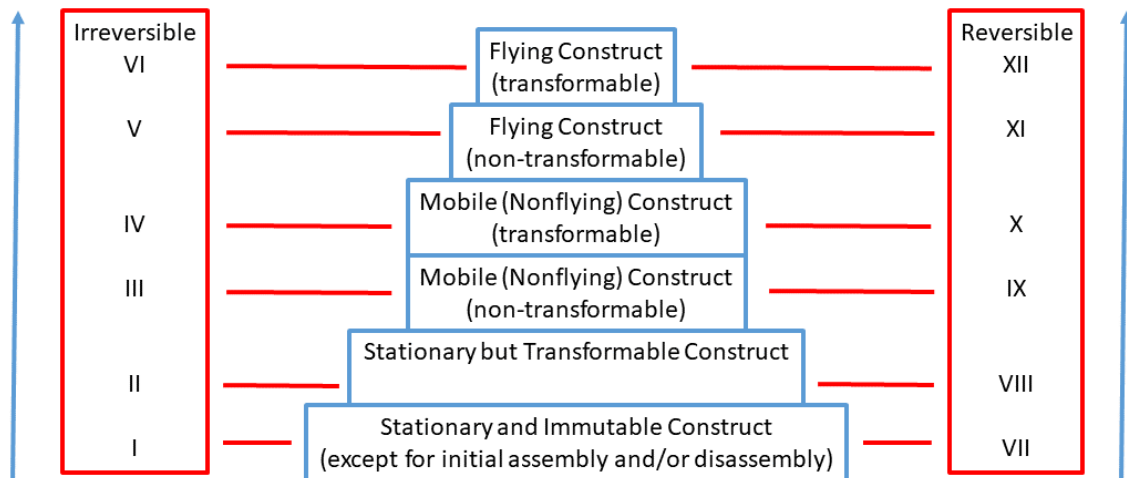 Irreversible
Reversible
VI
Flying Construct
(transformable)
XII
V
Flying Construct
(non-transformable)
XI
IV
Mobile (Nonflying) Construct
(transformable)
X
III
Mobile (Nonflying) Construct
(non-transformable)
IX
Stationary but Transformable Construct
II
VIII
I
Stationary and Immutable Construct
(except for initial assembly and/or disassembly)
VII